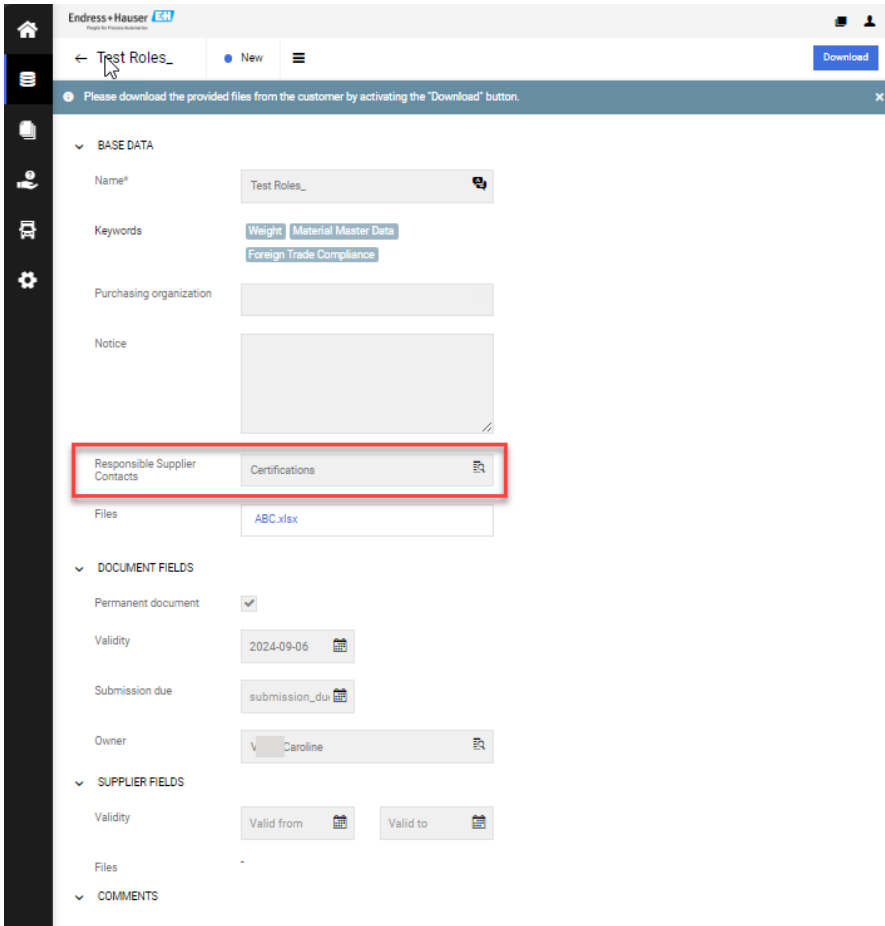 Endress+Hauser EH
People for Process Automation
Test Roles_
New
Download
Please download the provided files from the customer by activating the "Download" button.
BASE DATA
Name*
Test Roles_
Keywords
Weight Material Master Data
Foreign Trade Compliance
Purchasing organization
Notice
Responsible Supplier
Contacts
Certifications
Files
ABC.xlsx
DOCUMENT FIELDS
Permanent document
Validity
2024-09-06
Submission due
submission_du
Owner
V Caroline
SUPPLIER FIELDS
Validity
Valid from
Valid to
Files
-
COMMENTS